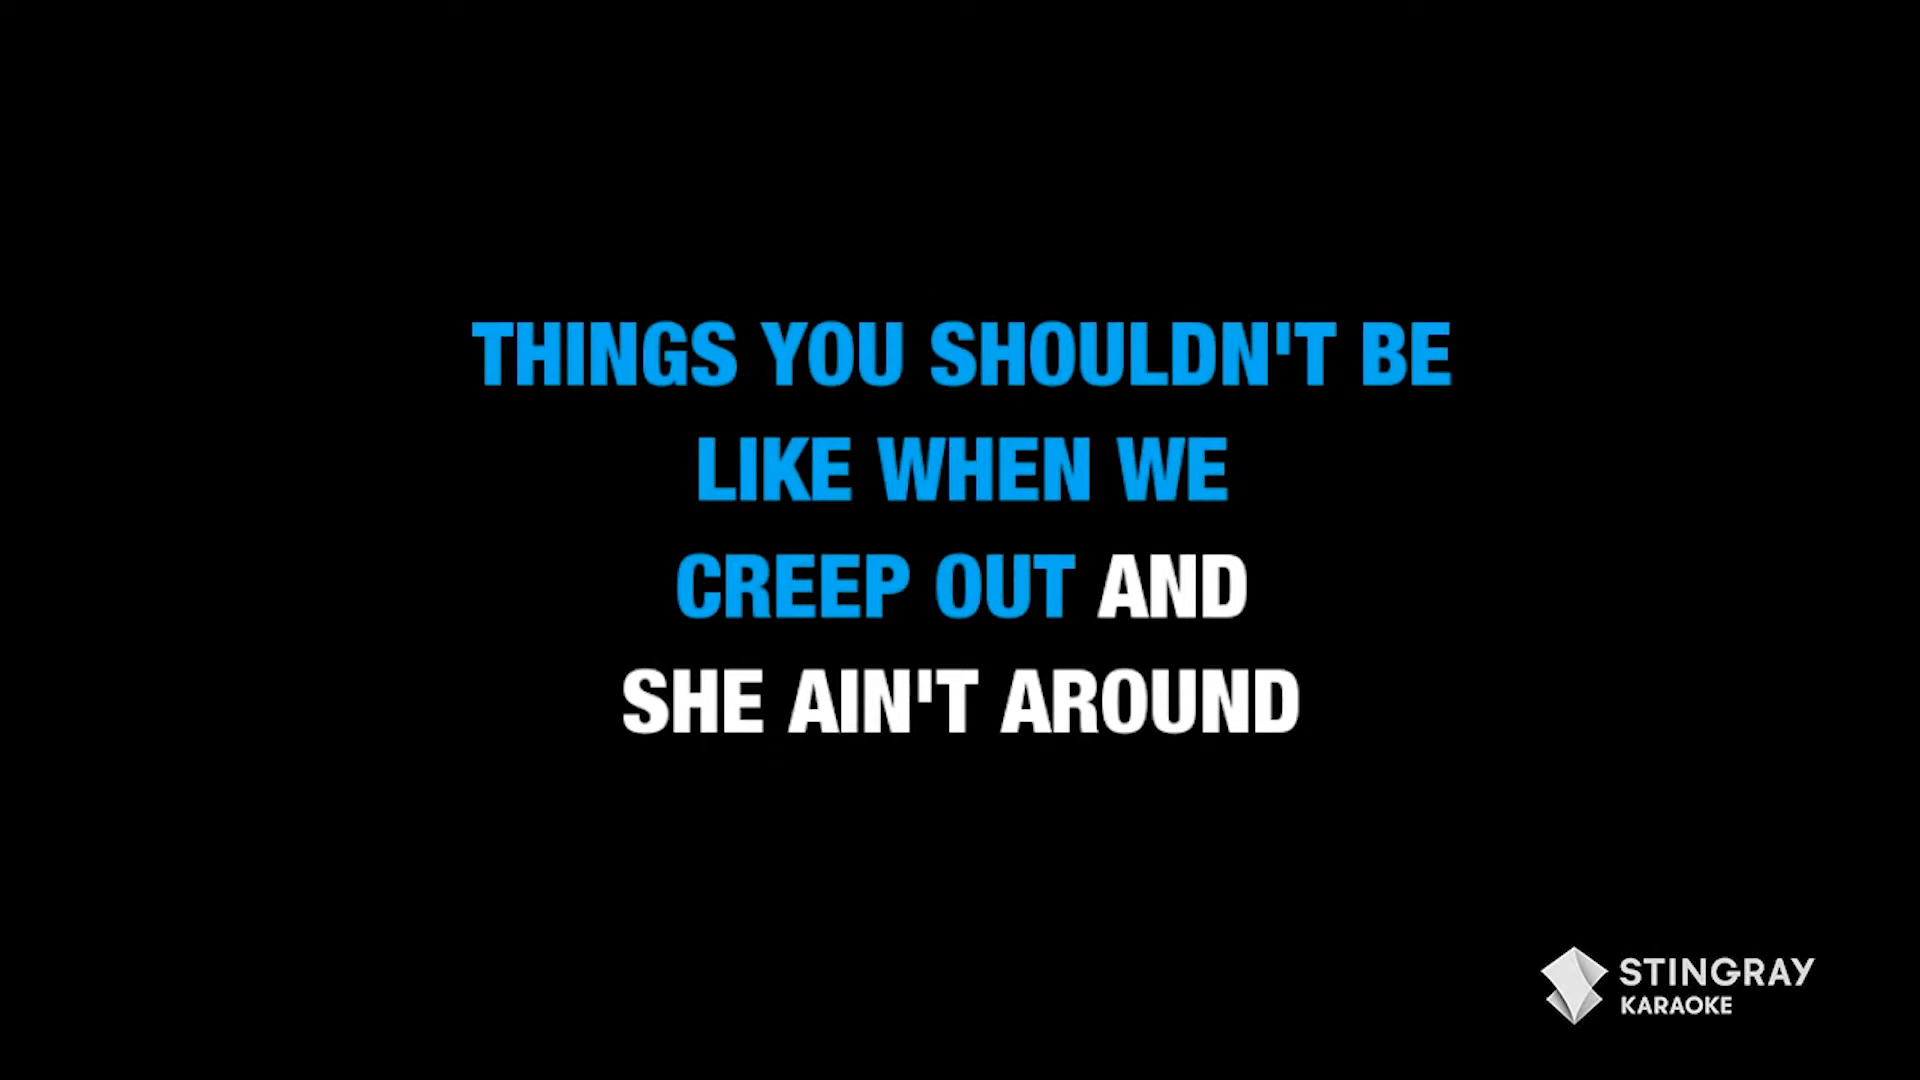 THINGS YOU SHOULDN'T BE
LIKE WHEN WE
CREEP OUT AND
SHE AIN'T AROUND
STINGRAY
KARAOKE